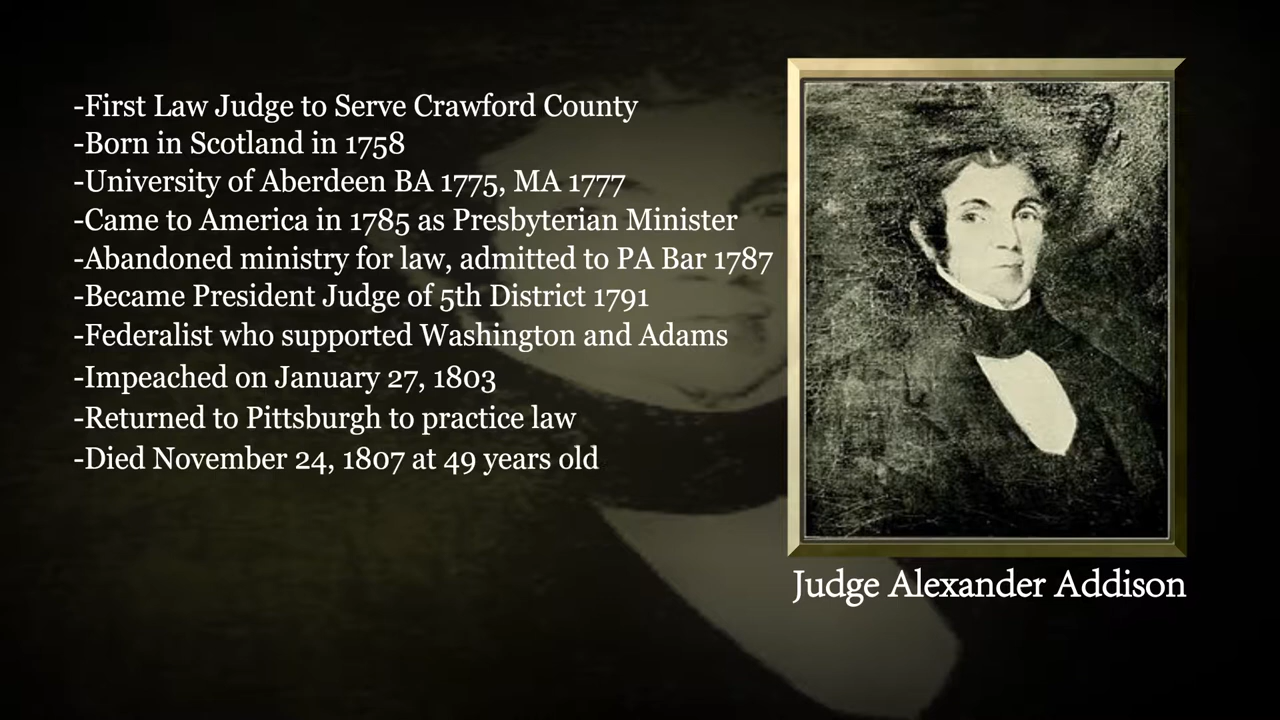 -First Law Judge to Serve Crawford County
-Born in Scotland in 1758
-University of Aberdeen BA 1775, MA 1777
-Came to America in 1785 as Presbyterian Minister
-Abandoned ministry for law, admitted to PA Bar 1787
-Became President Judge of 5th District 1791
-Federalist who supported Washington and Adams
-Impeached on January 27, 1803
-Returned to Pittsburgh to practice law
-Died November 24, 1807 at 49 years old
Judge Alexander Addison